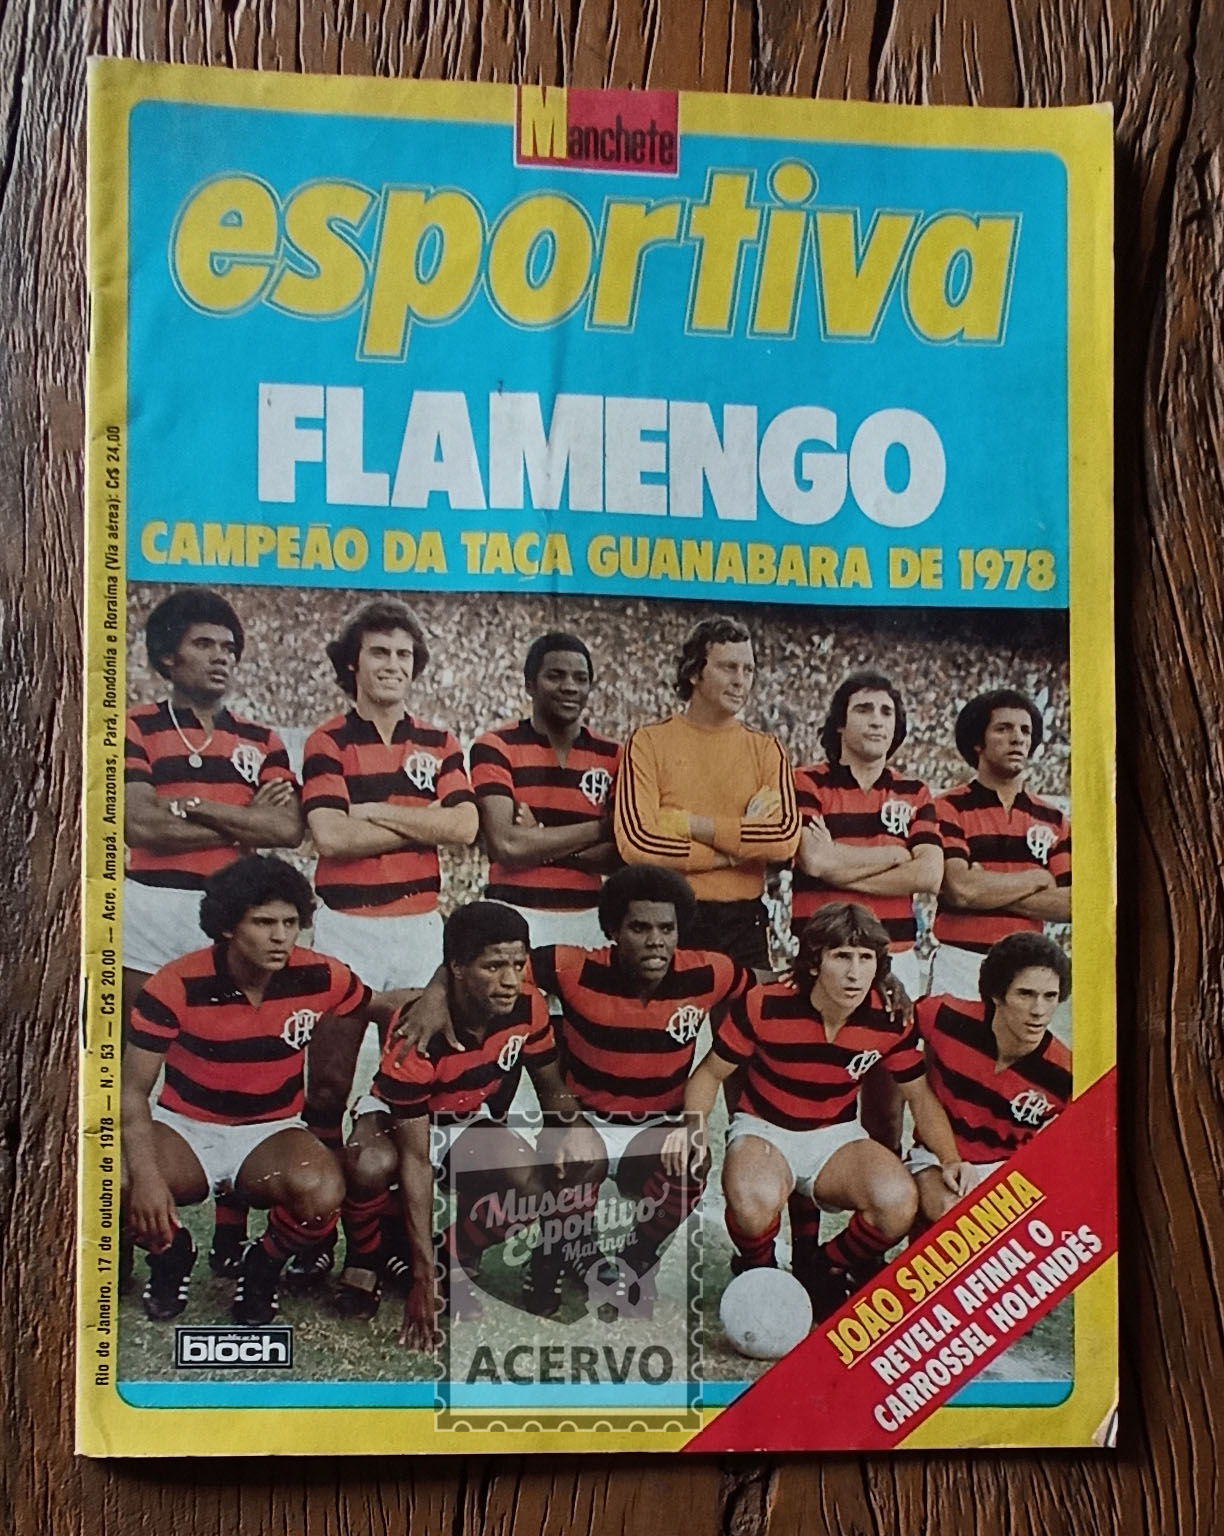 Manchete
esportiva
FLAMENGO
CAMPEÃO DA TAÇA GUANABARA DE 1978
Rio de Janeiro, 17 de outubro de 1978 — N.º 53 — Cr$ 20.00 — Acre, Amapá, Amazonas, Pará, Rondônia e Roraima (Via aérea): Cr$ 24,00
JOÃO SALDANHA
REVELA AFINAL O
CARROSSEL HOLANDÊS
bloch
Museu
Esportivo
Maringá
ACERVO